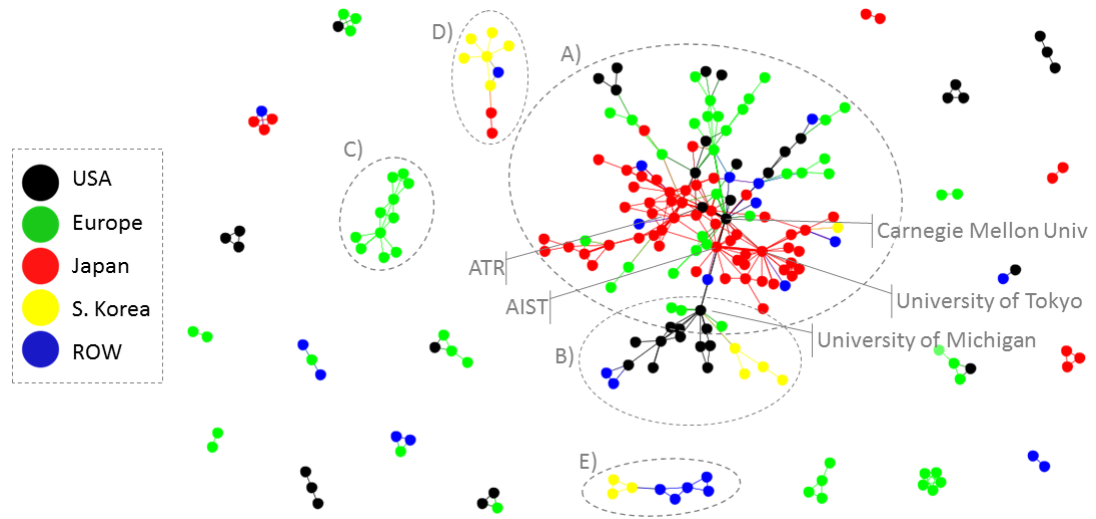 D)
A)
C)
USA
Europe
Japan
S. Korea
ROW
Carnegie Mellon Univ
ATR
AIST
University of Tokyo
University of Michigan
B)
E)